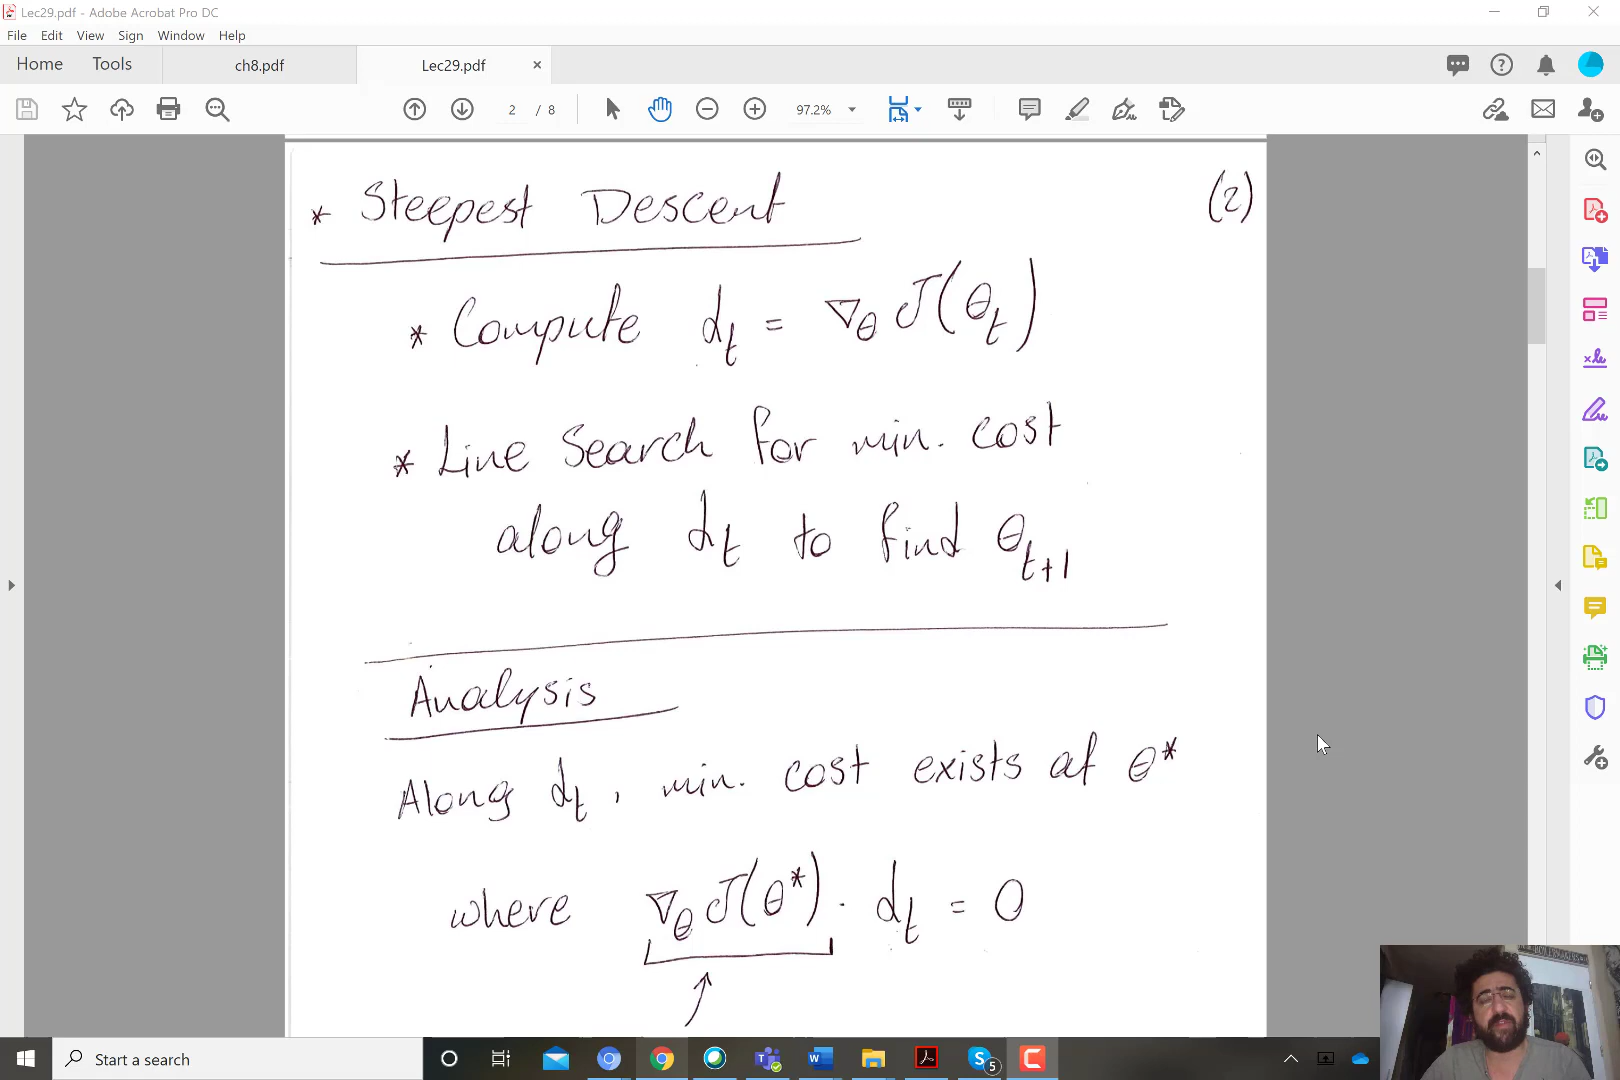 Lec29.pdf - Adobe Acrobat Pro DC
File Edit View Sign Window Help
Home Tools ch8.pdf Lec29.pdf ×
2 / 8 97.2%
* Steepest Descent (2)
* Compute d_t = ∇_θ J(θ_t)
* Line Search for min. cost
along d_t to find θ_{t+1}
Analysis
Along d_t, min. cost exists at θ*
where ∇_θ J(θ*) · d_t = 0
Start a search
5